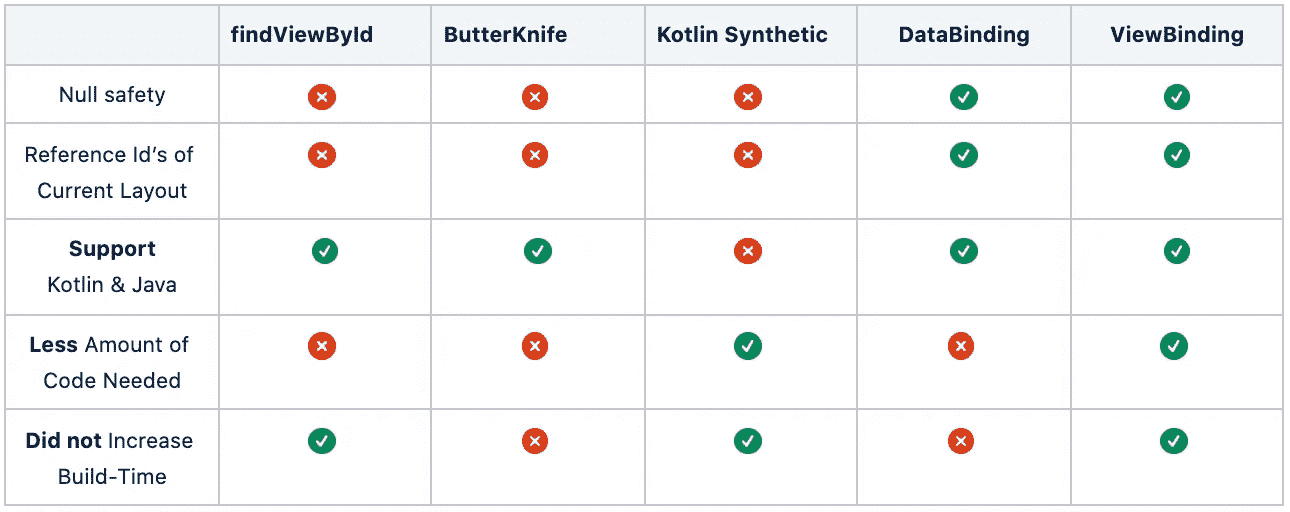 findViewById ButterKnife Kotlin Synthetic DataBinding ViewBinding
Null safety
Reference Id’s of
Current Layout
Support
Kotlin & Java
Less Amount of
Code Needed
Did not Increase
Build-Time